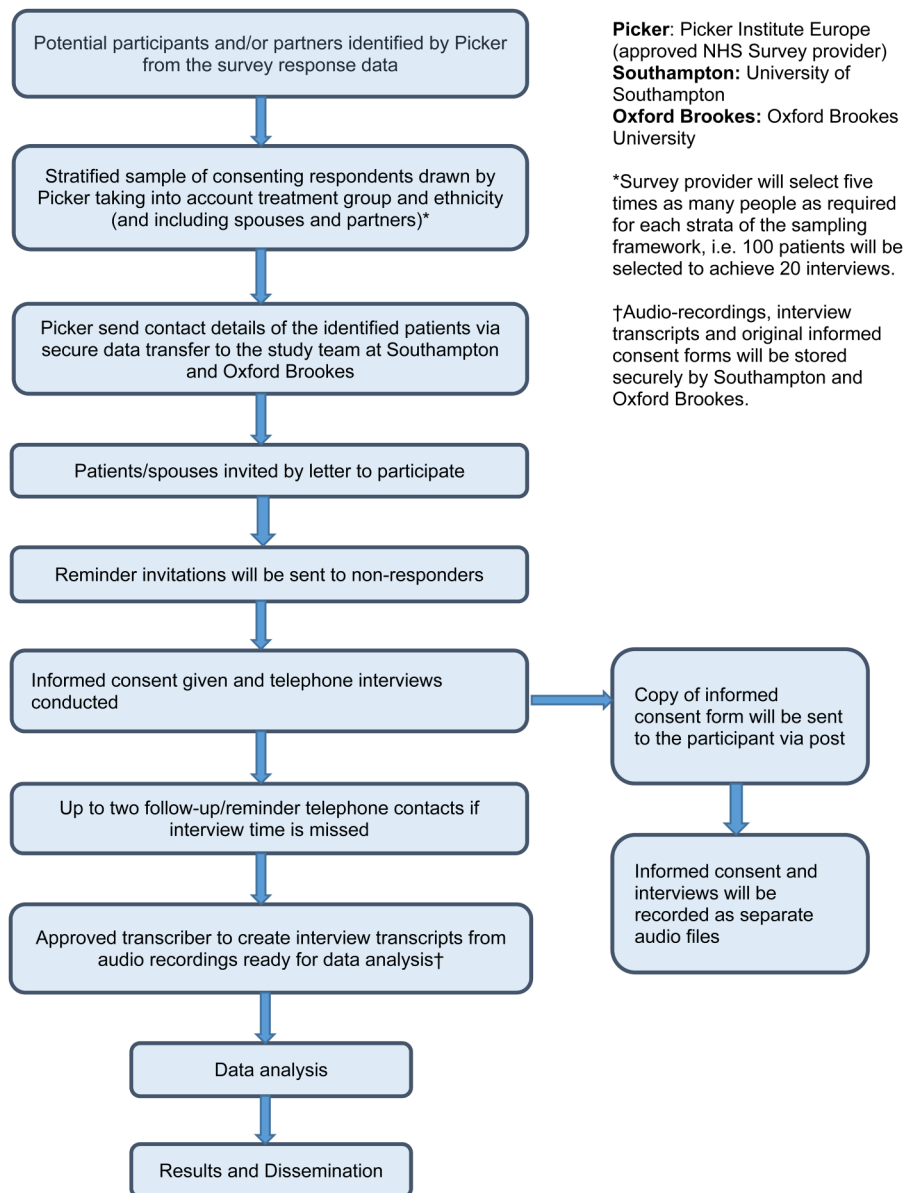 Potential participants and/or partners identified by Picker
from the survey response data
Stratified sample of consenting respondents drawn by
Picker taking into account treatment group and ethnicity
(and including spouses and partners)*
Picker send contact details of the identified patients via
secure data transfer to the study team at Southampton
and Oxford Brookes
Patients/spouses invited by letter to participate
Reminder invitations will be sent to non-responders
Informed consent given and telephone interviews
conducted
Copy of informed
consent form will be sent
to the participant via post
Informed consent and
interviews will be
recorded as separate
audio files
Up to two follow-up/reminder telephone contacts if
interview time is missed
Approved transcriber to create interview transcripts from
audio recordings ready for data analysis†
Data analysis
Results and Dissemination
Picker: Picker Institute Europe
(approved NHS Survey provider)
Southampton: University of
Southampton
Oxford Brookes: Oxford Brookes
University
*Survey provider will select five
times as many people as required
for each strata of the sampling
framework, i.e. 100 patients will be
selected to achieve 20 interviews.
†Audio-recordings, interview
transcripts and original informed
consent forms will be stored
securely by Southampton and
Oxford Brookes.